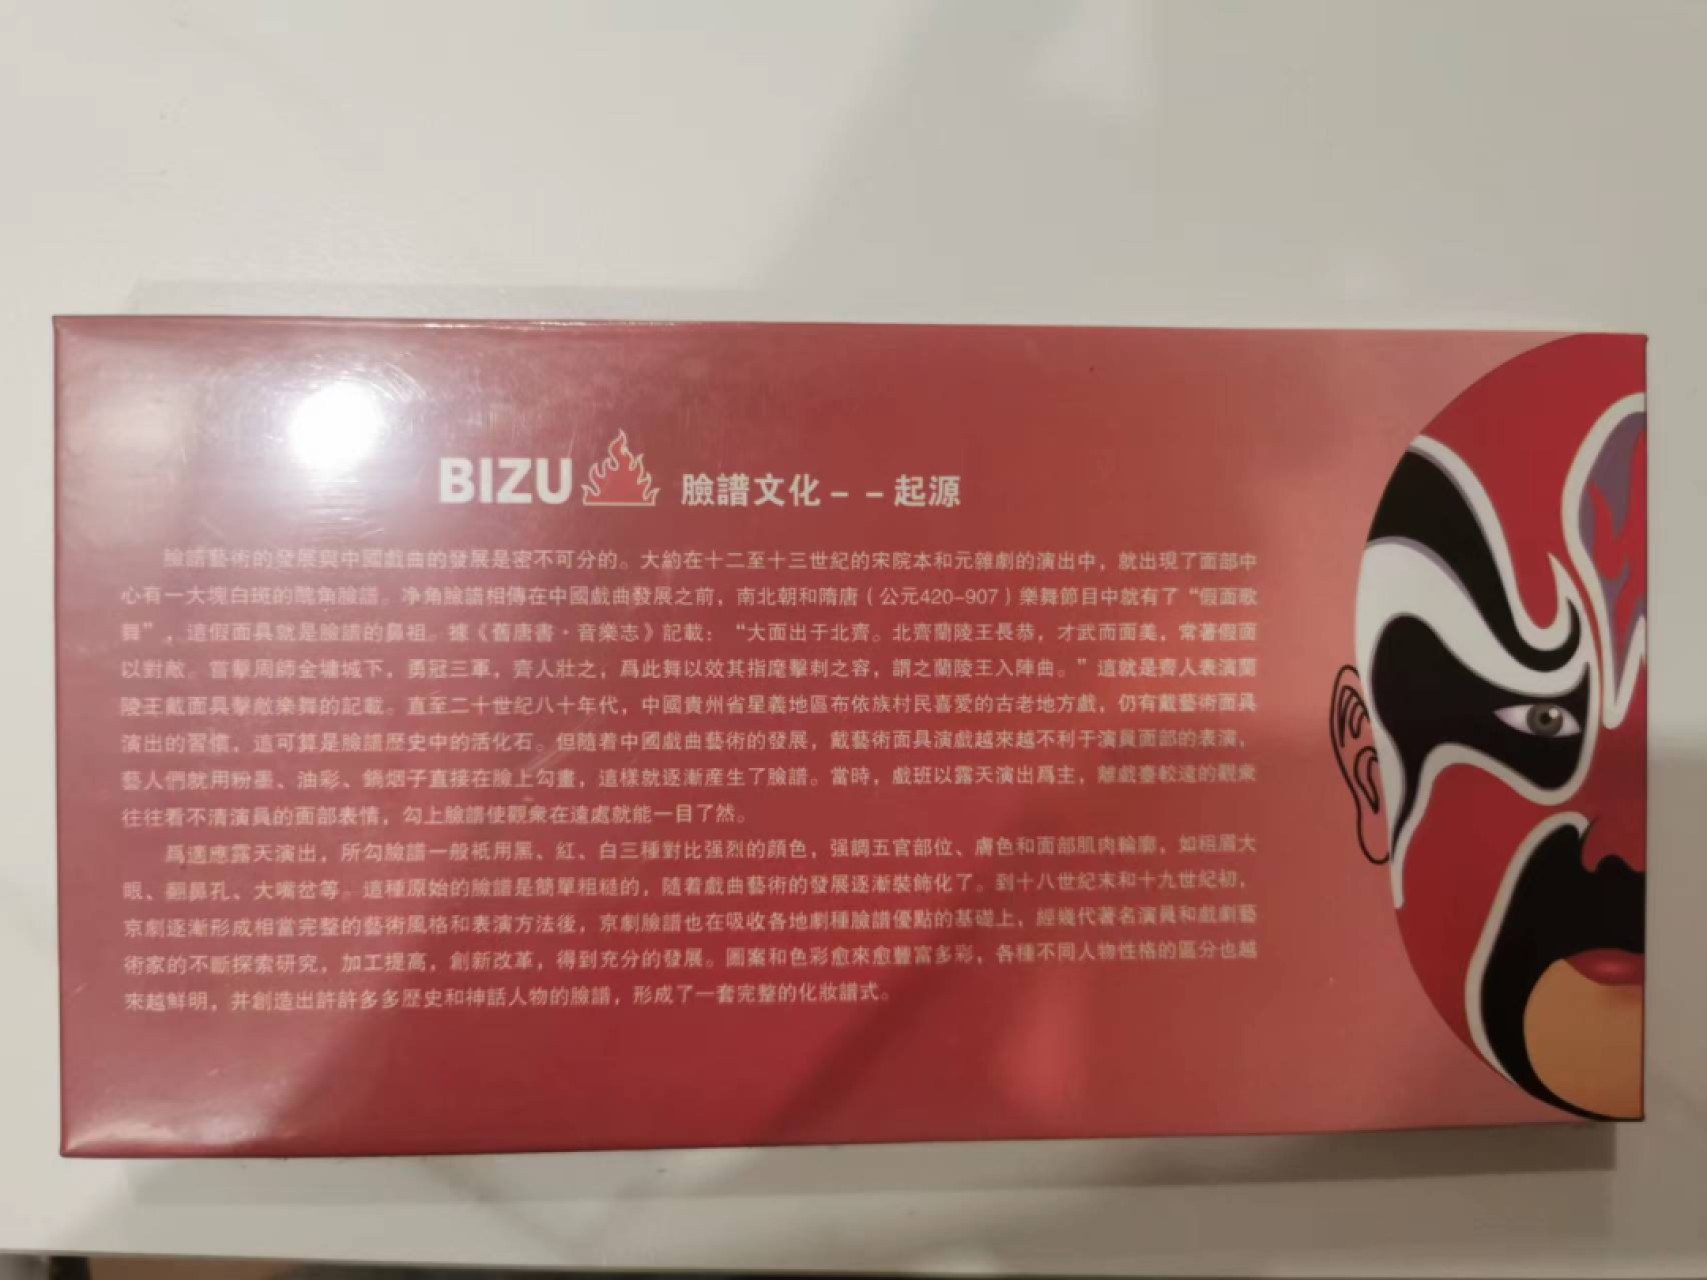 BIZU 臉譜文化－－起源
臉譜藝術的發展與中國戲曲的發展是密不可分的。大約在十二至十三世紀的宋院本和元雜劇的演出中，就出現了面部中
心有一大塊白斑的醜角臉譜。净角臉譜相傳在中國戲曲發展之前，南北朝和隋唐（公元420-907）樂舞節目中就有了“假面歌
舞”，這假面具就是臉譜的鼻祖。據《舊唐書·音樂志》記載：“大面出于北齊。北齊蘭陵王長恭，才武而面美，常著假面
以對敵。嘗擊周師金墉城下，勇冠三軍，齊人壯之，爲此舞以效其指麾擊刺之容，謂之蘭陵王入陣曲。”這就是齊人表演蘭
陵王戴面具擊敵樂舞的記載。直至二十世纪八十年代，中國貴州省星義地區布依族村民喜愛的古老地方戲，仍有戴藝術面具
演出的習慣，這可算是臉譜歷史中的活化石。但隨着中國戲曲藝術的發展，戴藝術面具演戲越來越不利于演員面部的表演，
藝人們就用粉墨、油彩、鍋烟子直接在臉上勾畫，這樣就逐漸産生了臉譜。當時，戲班以露天演出爲主，離戲臺較遠的觀衆
往往看不清演員的面部表情，勾上臉譜使觀衆在遠處就能一目了然。
爲適應露天演出，所勾臉譜一般衹用黑、紅、白三種對比强烈的顔色，强調五官部位、膚色和面部肌肉輪廓，如粗眉大
眼、翻鼻孔、大嘴岔等。這種原始的臉譜是簡單粗糙的，隨着戲曲藝術的發展逐漸裝飾化了。到十八世紀末和十九世紀初，
京劇逐漸形成相當完整的藝術風格和表演方法後，京劇臉譜也在吸收各地劇種臉譜優點的基礎上，經幾代著名演員和戲劇藝
術家的不斷探索研究，加工提高，創新改革，得到充分的發展。圖案和色彩愈來愈豐富多彩，各種不同人物性格的區分也越
來越鮮明，并創造出許許多多歷史和神話人物的臉譜，形成了一套完整的化妝譜式。